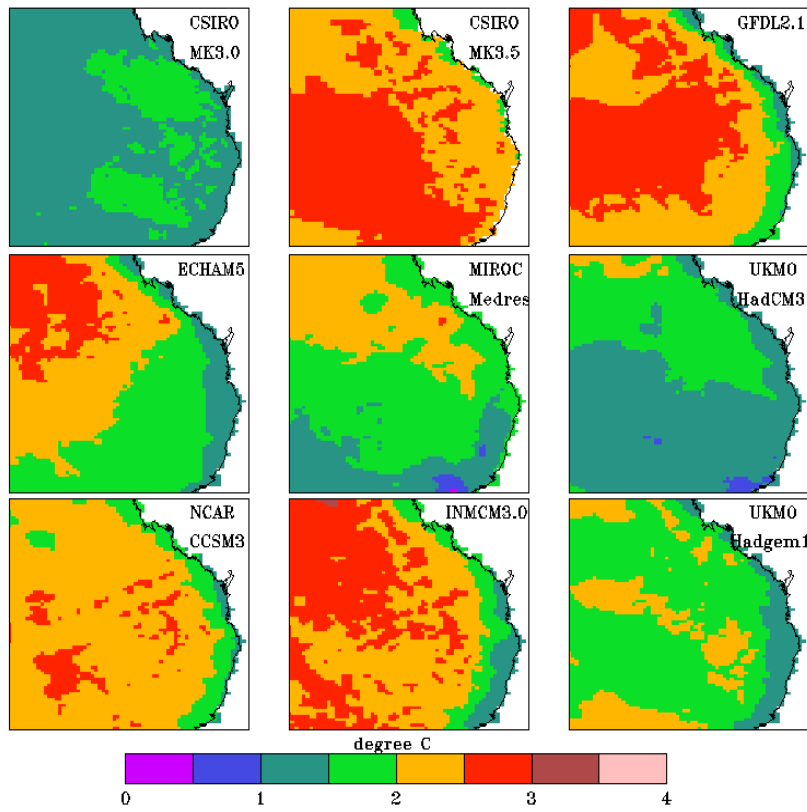 CSIRO
MK3.0
CSIRO
MK3.5
GFDL2.1
ECHAM5
MIROC
Medres
UKMO
HadCM3
NCAR
CCSM3
INMCM3.0
UKMO
Hadgem1
degree C
0 1 2 3 4